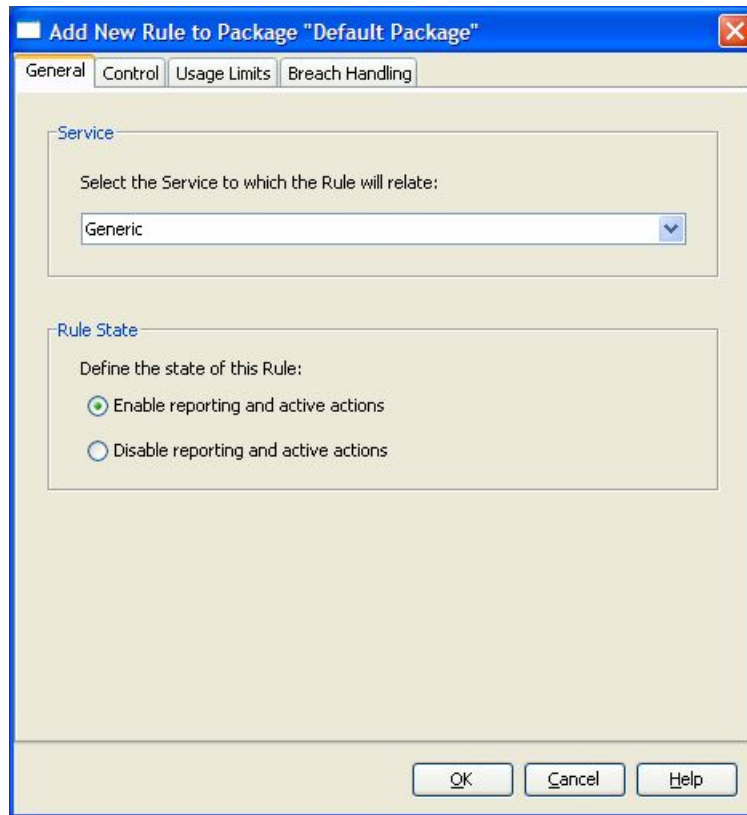 Add New Rule to Package "Default Package"
General Control Usage Limits Breach Handling
Service
Select the Service to which the Rule will relate:
Generic
Rule State
Define the state of this Rule:
Enable reporting and active actions
Disable reporting and active actions
OK Cancel Help